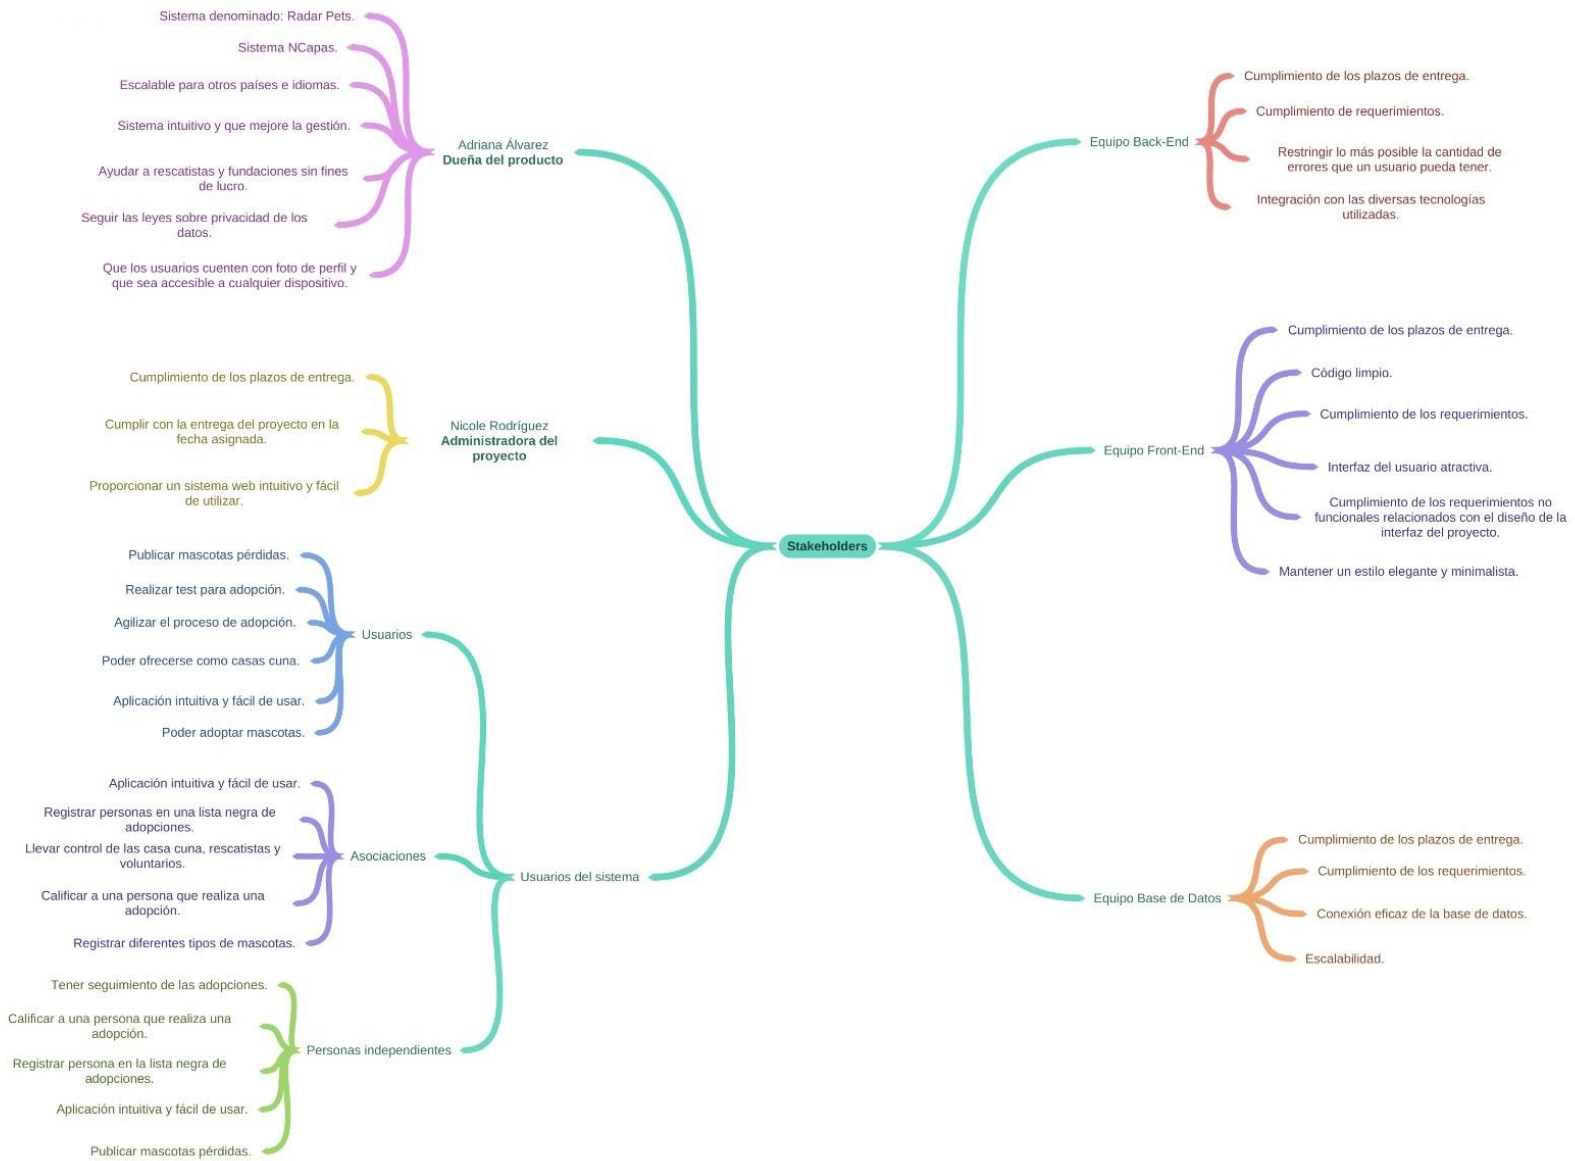 Stakeholders
Adriana Álvarez
Dueña del producto
Sistema denominado: Radar Pets.
Sistema NCapas.
Escalable para otros países e idiomas.
Sistema intuitivo y que mejore la gestión.
Ayudar a rescatistas y fundaciones sin fines
de lucro.
Seguir las leyes sobre privacidad de los
datos.
Que los usuarios cuenten con foto de perfil y
que sea accesible a cualquier dispositivo.
Nicole Rodríguez
Administradora del
proyecto
Cumplimiento de los plazos de entrega.
Cumplir con la entrega del proyecto en la
fecha asignada.
Proporcionar un sistema web intuitivo y fácil
de utilizar.
Usuarios del sistema
Usuarios
Publicar mascotas pérdidas.
Realizar test para adopción.
Agilizar el proceso de adopción.
Poder ofrecerse como casas cuna.
Aplicación intuitiva y fácil de usar.
Poder adoptar mascotas.
Asociaciones
Aplicación intuitiva y fácil de usar.
Registrar personas en una lista negra de
adopciones.
Llevar control de las casa cuna, rescatistas y
voluntarios.
Calificar a una persona que realiza una
adopción.
Registrar diferentes tipos de mascotas.
Personas independientes
Tener seguimiento de las adopciones.
Calificar a una persona que realiza una
adopción.
Registrar persona en la lista negra de
adopciones.
Aplicación intuitiva y fácil de usar.
Publicar mascotas pérdidas.
Equipo Back-End
Cumplimiento de los plazos de entrega.
Cumplimiento de requerimientos.
Restringir lo más posible la cantidad de
errores que un usuario pueda tener.
Integración con las diversas tecnologías
utilizadas.
Equipo Front-End
Cumplimiento de los plazos de entrega.
Código limpio.
Cumplimiento de los requerimientos.
Interfaz del usuario atractiva.
Cumplimiento de los requerimientos no
funcionales relacionados con el diseño de la
interfaz del proyecto.
Mantener un estilo elegante y minimalista.
Equipo Base de Datos
Cumplimiento de los plazos de entrega.
Cumplimiento de los requerimientos.
Conexión eficaz de la base de datos.
Escalabilidad.